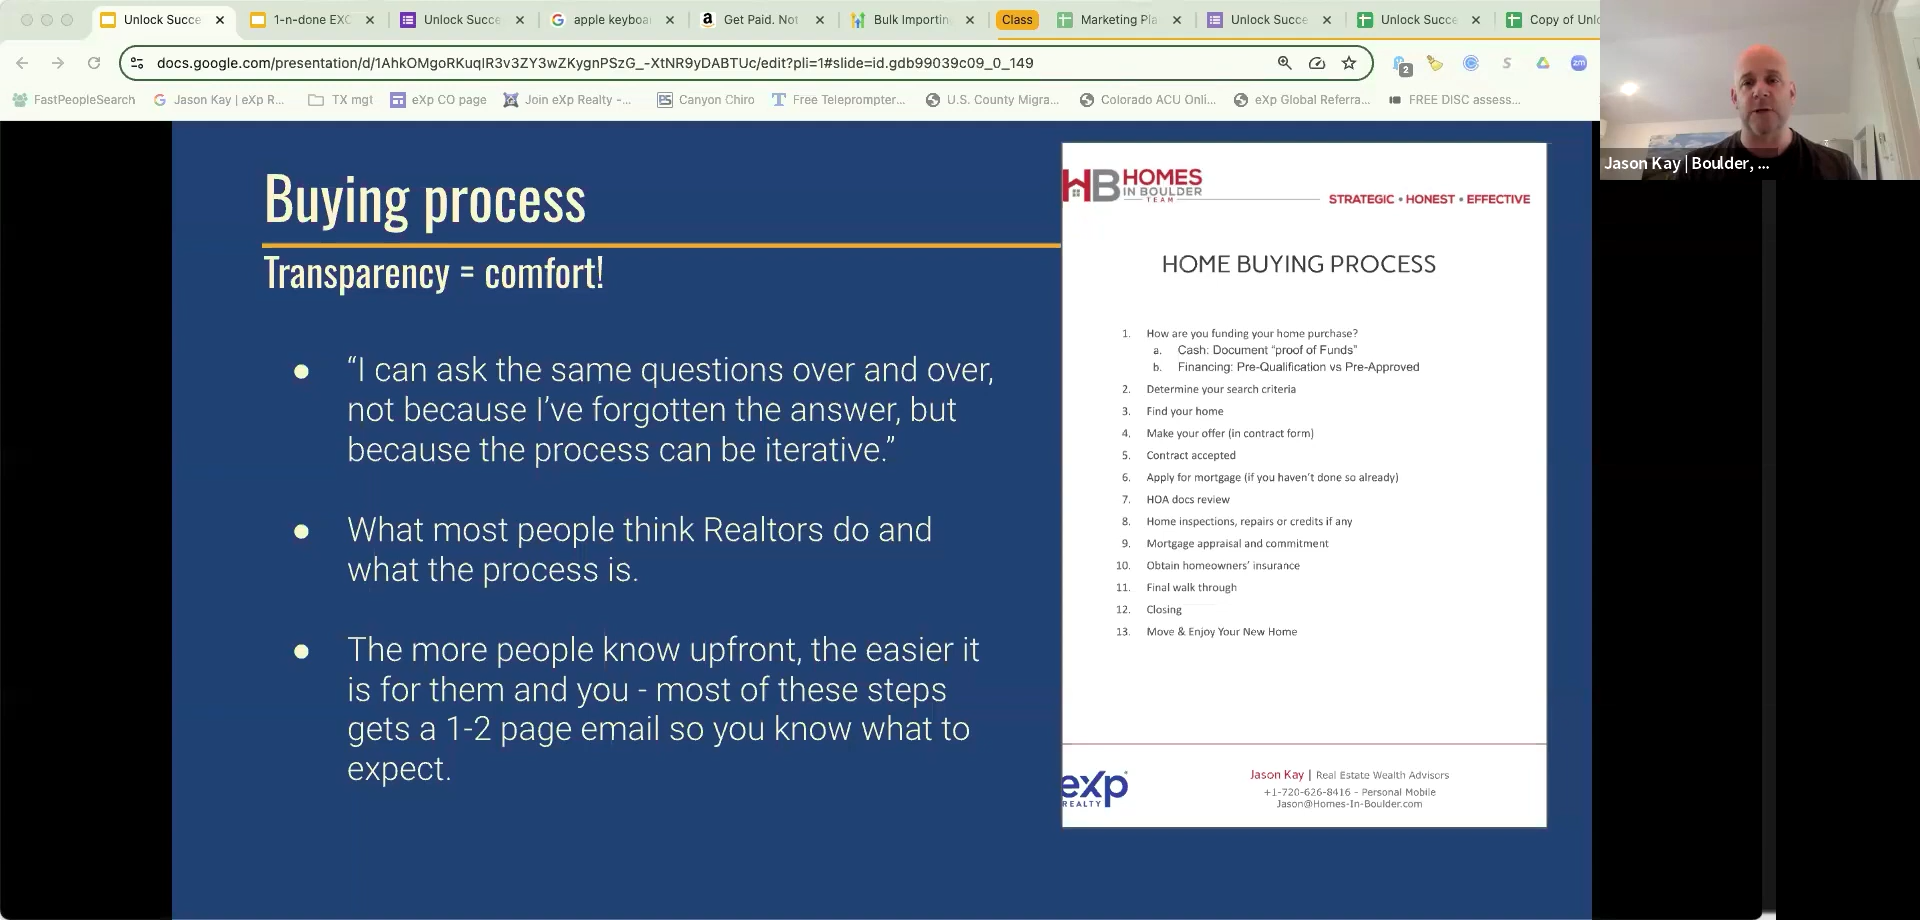 Unlock Succe
1-n-done EXC
Unlock Succe
apple keyboa
Get Paid. Not
Bulk Importin
Class
Marketing Pla
Unlock Succe
Unlock Succe
Copy of Unlo
docs.google.com/presentation/d/1AhkOMgoRKuqIR3v3ZY3wZKygnPSzG_-XtNR9yDABTUc/edit?pli=1#slide=id.gdb99039c09_0_149
2
zm
FastPeopleSearch
Jason Kay | eXp R...
TX mgt
eXp CO page
Join eXp Realty -...
Canyon Chiro
Free Teleprompter...
U.S. County Migra...
Colorado ACU Onli...
eXp Global Referra...
FREE DISC assess...
Jason Kay | Boulder, ...
Buying process
Transparency = comfort!
● “I can ask the same questions over and over,
not because I’ve forgotten the answer, but
because the process can be iterative.”
● What most people think Realtors do and
what the process is.
● The more people know upfront, the easier it
is for them and you - most of these steps
gets a 1-2 page email so you know what to
expect.
HB HOMES
IN BOULDER
TEAM
STRATEGIC • HONEST • EFFECTIVE
HOME BUYING PROCESS
1. How are you funding your home purchase?
a. Cash: Document “proof of Funds”
b. Financing: Pre-Qualification vs Pre-Approved
2. Determine your search criteria
3. Find your home
4. Make your offer (in contract form)
5. Contract accepted
6. Apply for mortgage (if you haven’t done so already)
7. HOA docs review
8. Home inspections, repairs or credits if any
9. Mortgage appraisal and commitment
10. Obtain homeowners’ insurance
11. Final walk through
12. Closing
13. Move & Enjoy Your New Home
eXp
REALTY
Jason Kay | Real Estate Wealth Advisors
+1-720-626-8416 - Personal Mobile
Jason@Homes-In-Boulder.com